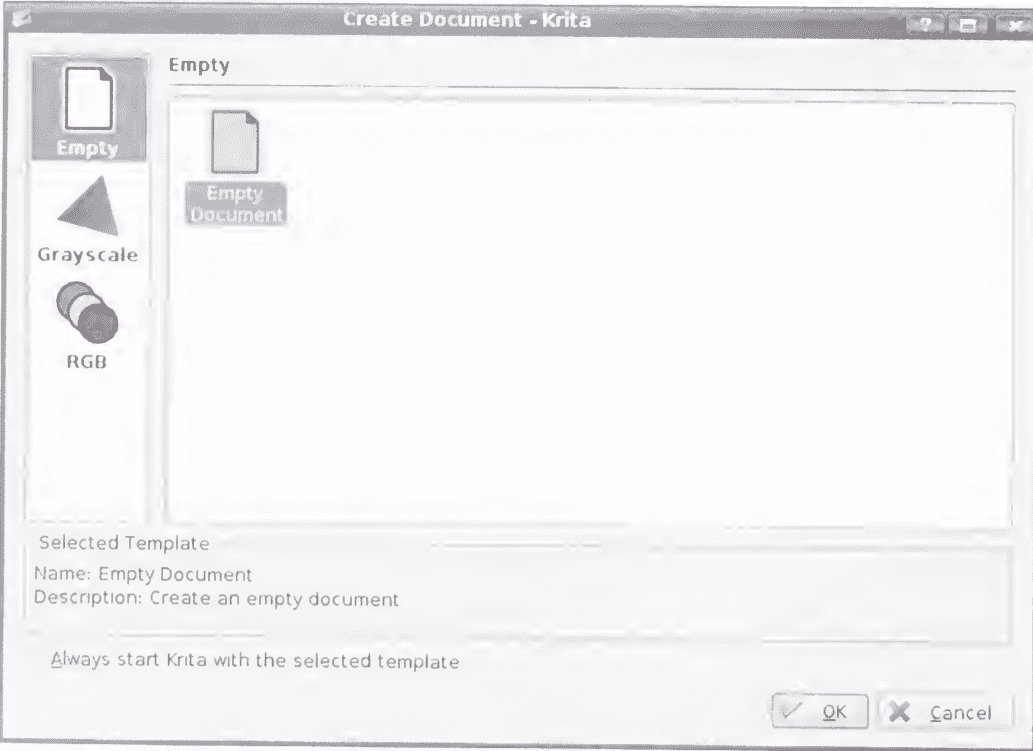 Create Document - Krita
Empty
Empty
Empty
Document
Grayscale
RGB
Selected Template
Name: Empty Document
Description: Create an empty document
Always start Krita with the selected template
OK
Cancel